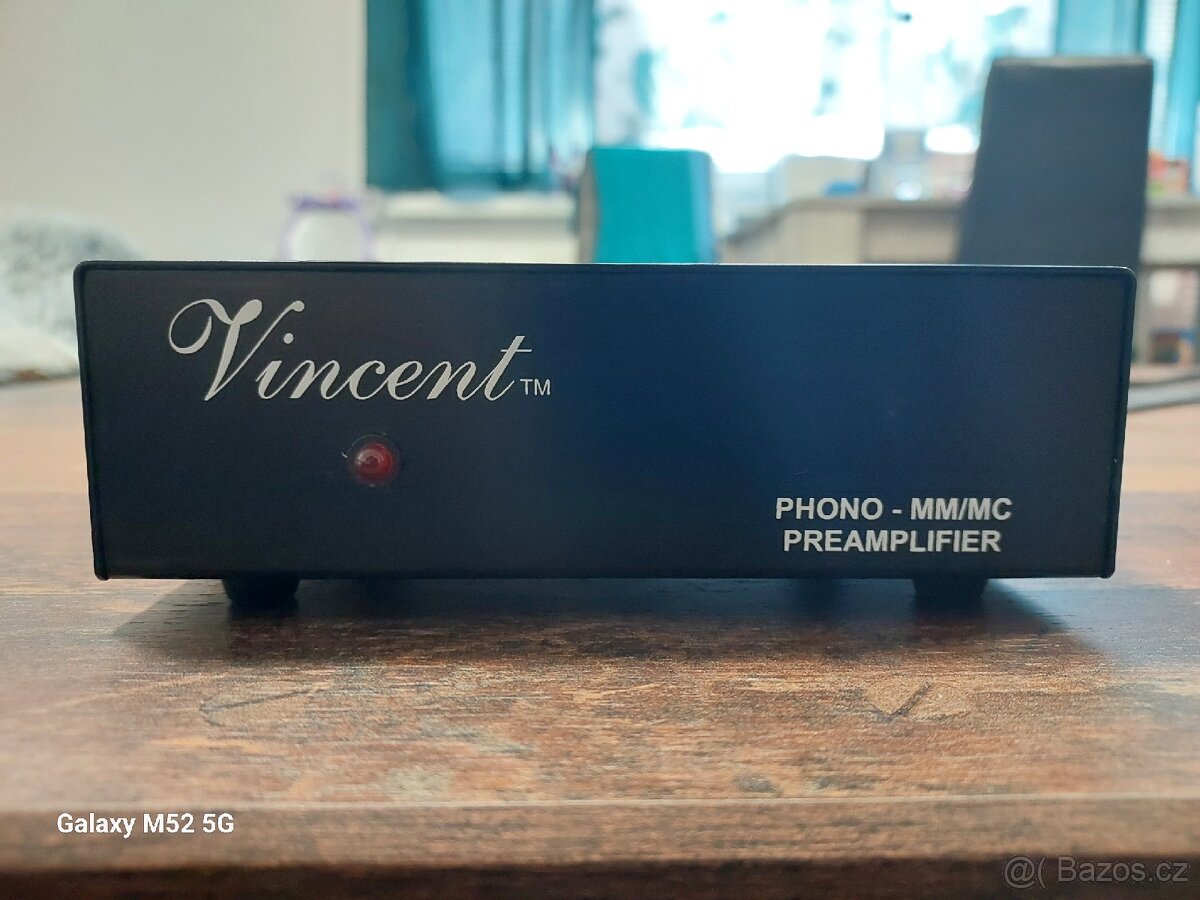 Vincent™
PHONO - MM/MC
PREAMPLIFIER
Galaxy M52 5G
@( Bazos.cz